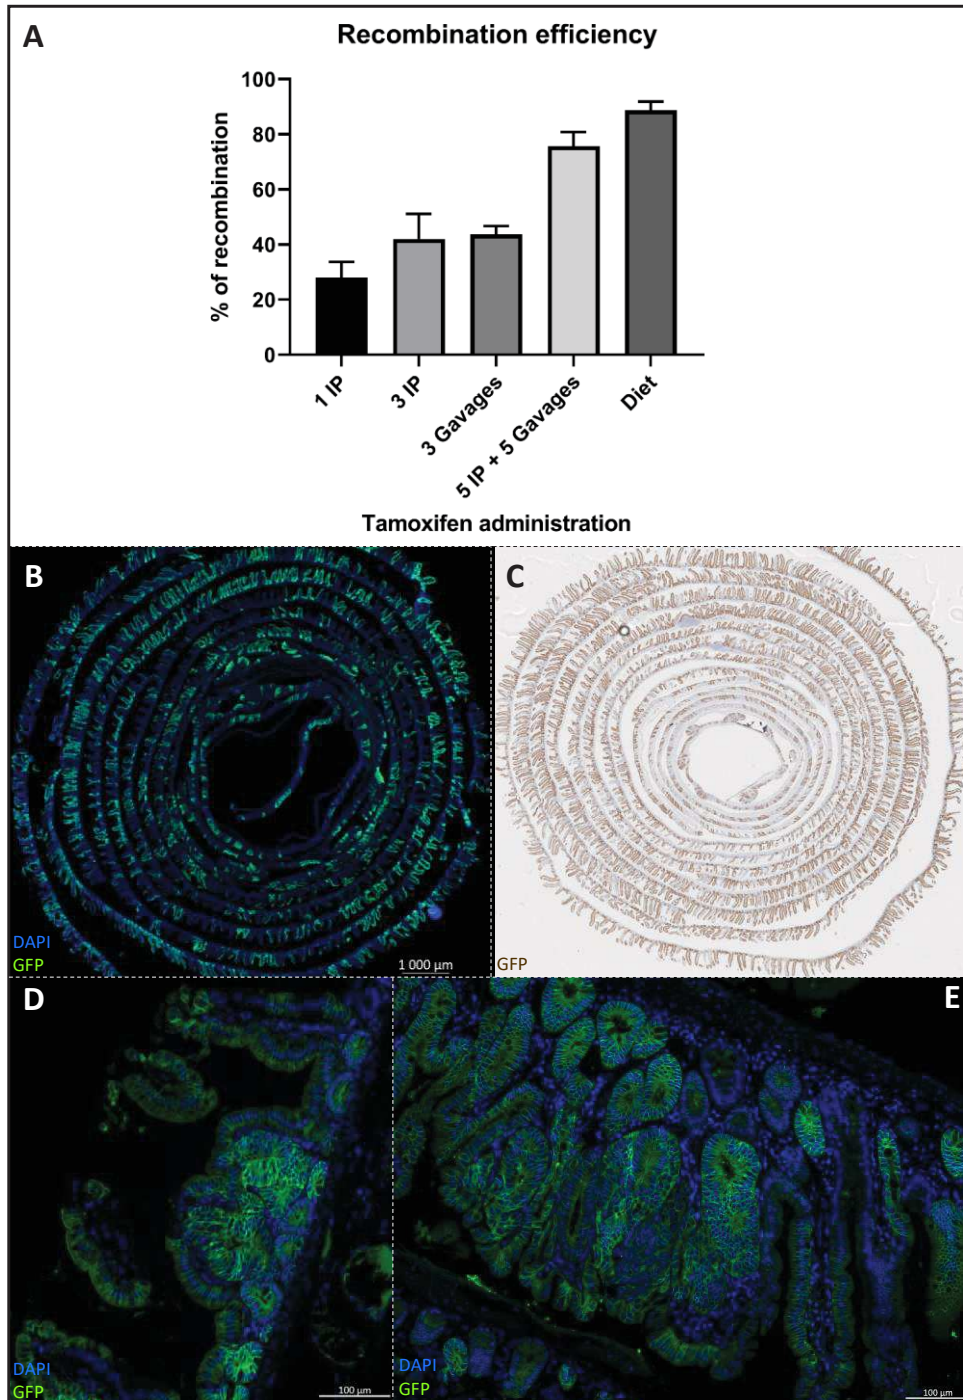 A
Recombination efficiency
% of recombination
100
80
60
40
20
0
1 IP
3 IP
3 Gavages
5 IP + 5 Gavages
Diet
Tamoxifen administration
B
DAPI
GFP
1 000 µm
C
GFP
D
DAPI
GFP
100 µm
E
DAPI
GFP
100 µm